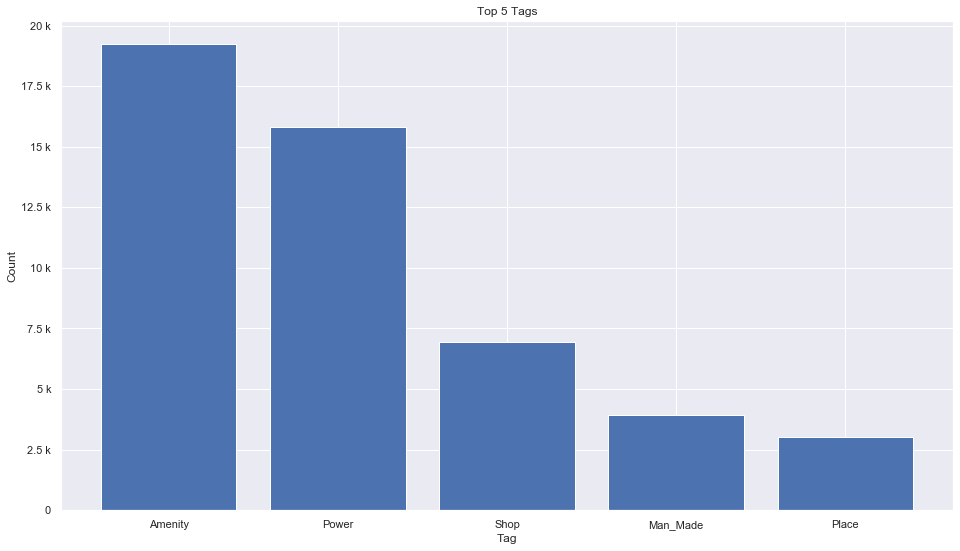 Top 5 Tags
20 k
17.5 k
15 k
12.5 k
10 k
7.5 k
5 k
2.5 k
0
Count
Amenity
Power
Shop
Man_Made
Place
Tag